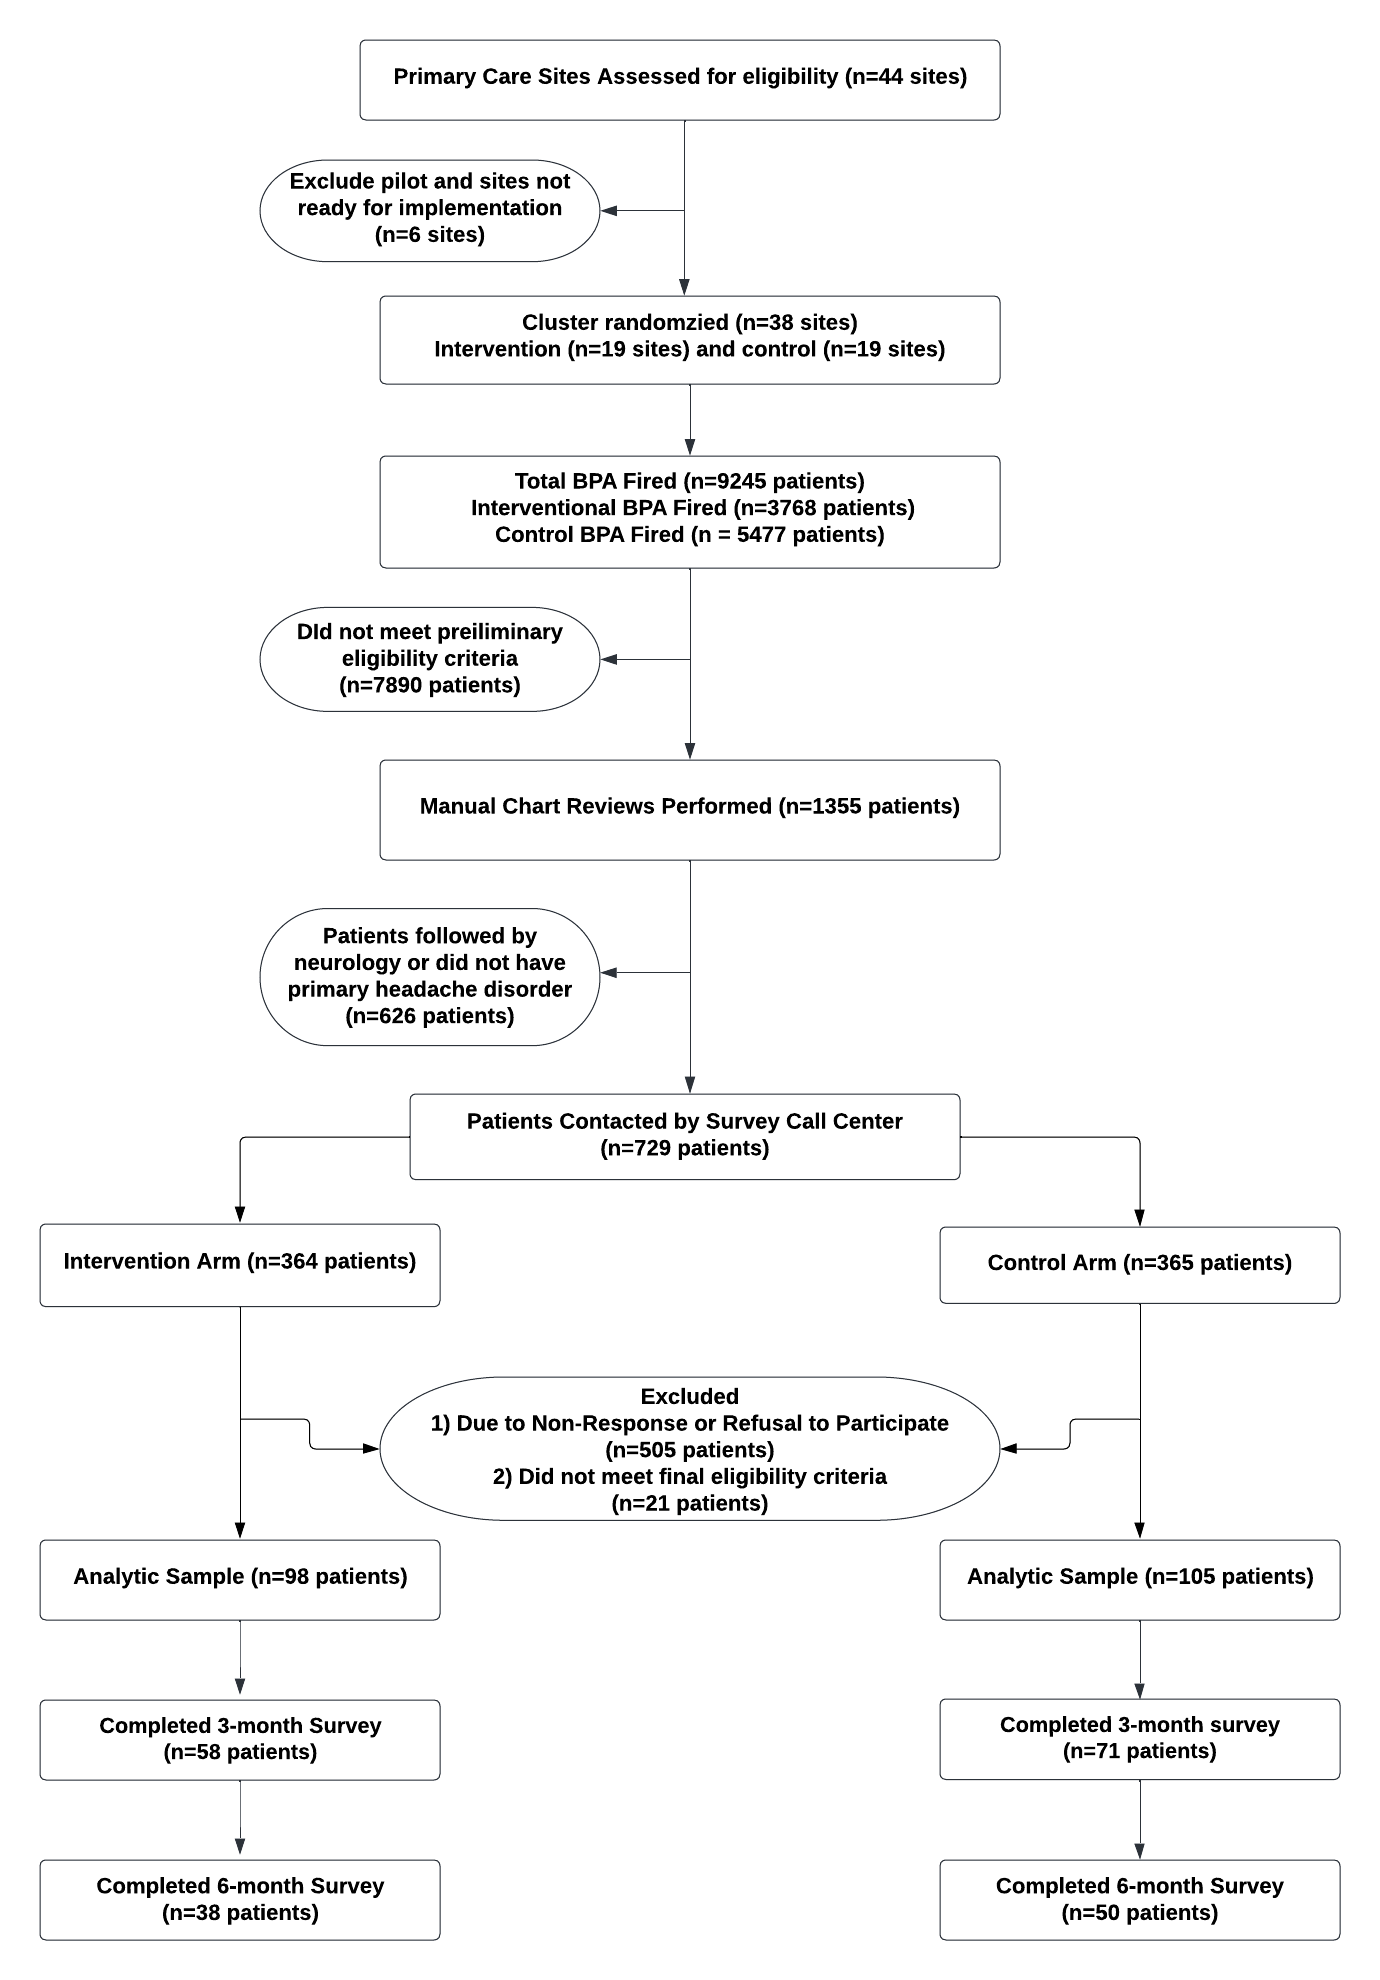 Primary Care Sites Assessed for eligibility (n=44 sites)
Exclude pilot and sites not
ready for implementation
(n=6 sites)
Cluster randomzied (n=38 sites)
Intervention (n=19 sites) and control (n=19 sites)
Total BPA Fired (n=9245 patients)
Interventional BPA Fired (n=3768 patients)
Control BPA Fired (n = 5477 patients)
DId not meet preiliminary
eligibility criteria
(n=7890 patients)
Manual Chart Reviews Performed (n=1355 patients)
Patients followed by
neurology or did not have
primary headache disorder
(n=626 patients)
Patients Contacted by Survey Call Center
(n=729 patients)
Intervention Arm (n=364 patients)
Control Arm (n=365 patients)
Excluded
1) Due to Non-Response or Refusal to Participate
(n=505 patients)
2) Did not meet final eligibility criteria
(n=21 patients)
Analytic Sample (n=98 patients)
Analytic Sample (n=105 patients)
Completed 3-month Survey
(n=58 patients)
Completed 3-month survey
(n=71 patients)
Completed 6-month Survey
(n=38 patients)
Completed 6-month Survey
(n=50 patients)